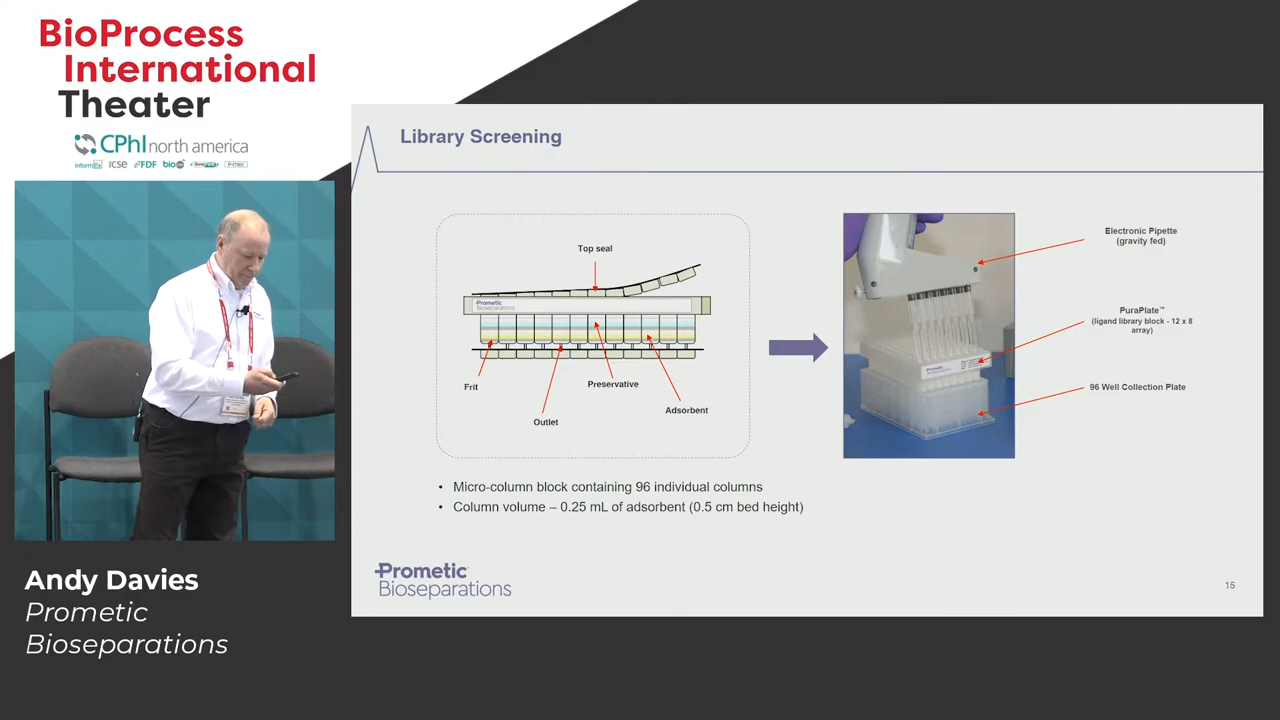 BioProcess
International
Theater
CPhI north america
informex icse FDF bio P-MEC
Andy Davies
Prometic
Bioseparations
Library Screening
Top seal
Prometic
Bioseparations
Frit
Outlet
Preservative
Adsorbent
Electronic Pipette
(gravity fed)
PuraPlate™
(ligand library block - 12 x 8
array)
96 Well Collection Plate
• Micro-column block containing 96 individual columns
• Column volume – 0.25 mL of adsorbent (0.5 cm bed height)
Prometic
Bioseparations
15